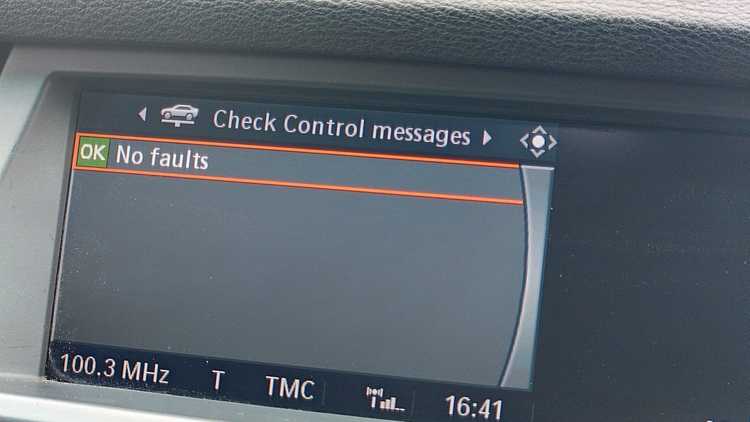 Check Control messages
OK No faults
100.3 MHz T TMC 16:41